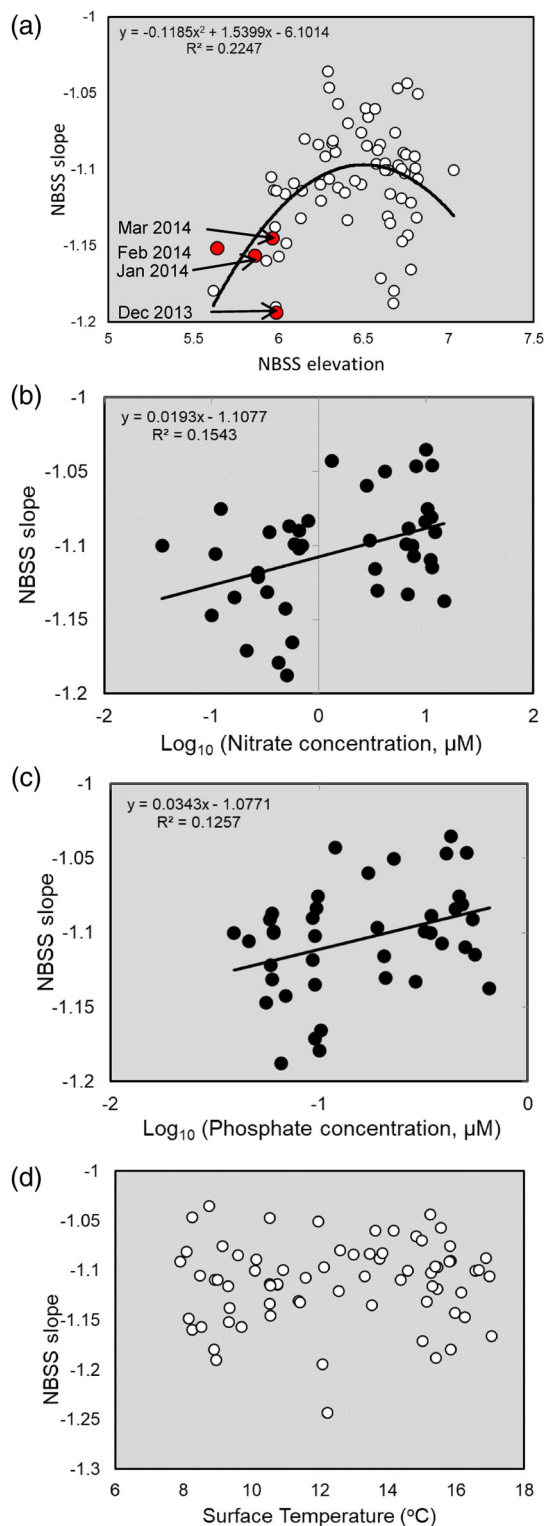 (a)
-1
y = -0.1185x² + 1.5399x - 6.1014
R² = 0.2247
-1.05
NBSS slope
-1.1
Mar 2014
-1.15
Feb 2014
Jan 2014
Dec 2013
-1.2
5 5.5 6 6.5 7 7.5
NBSS elevation
(b)
-1
y = 0.0193x - 1.1077
R² = 0.1543
-1.05
NBSS slope
-1.1
-1.15
-1.2
-2 -1 0 1 2
Log₁₀ (Nitrate concentration, µM)
(c)
-1
y = 0.0343x - 1.0771
R² = 0.1257
-1.05
NBSS slope
-1.1
-1.15
-1.2
-2 -1 0
Log₁₀ (Phosphate concentration, µM)
(d)
-1
-1.05
-1.1
NBSS slope
-1.15
-1.2
-1.25
-1.3
6 8 10 12 14 16 18
Surface Temperature (ºC)